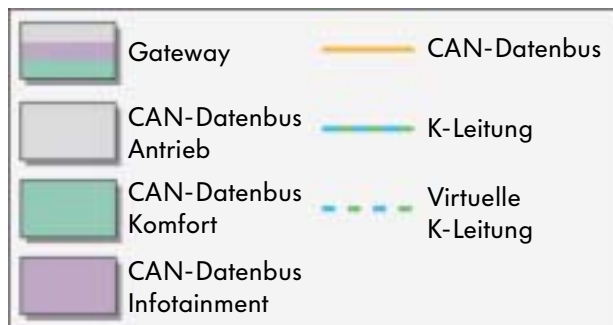 Gateway
CAN-Datenbus
Antrieb
CAN-Datenbus
Komfort
CAN-Datenbus
Infotainment
CAN-Datenbus
K-Leitung
Virtuelle
K-Leitung